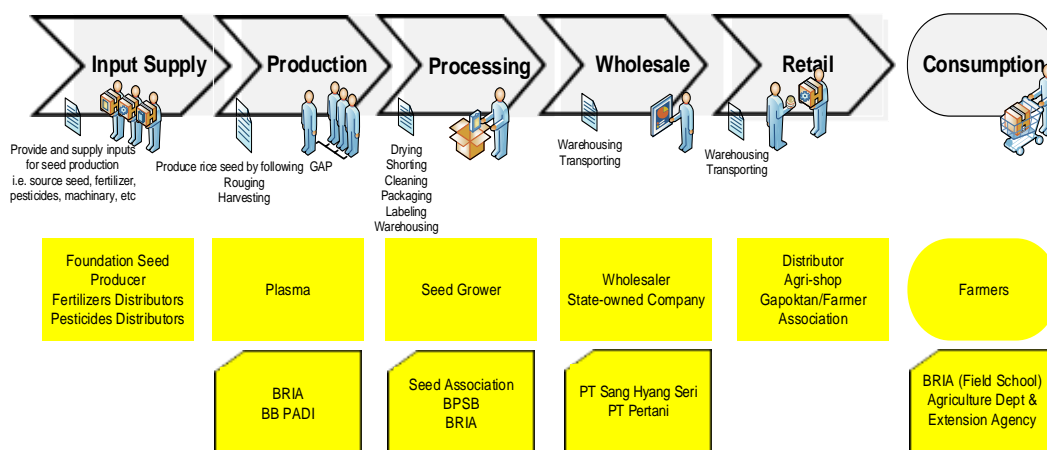 Input Supply
Production
Processing
Wholesale
Retail
Consumption
Provide and supply inputs
for seed production
i.e. source seed, fertilizer,
pesticides, machinary, etc
Produce rice seed by following GAP
Rouging
Harvesting
Drying
Shorting
Cleaning
Packaging
Labeling
Warehousing
Warehousing
Transporting
Warehousing
Transporting
Foundation Seed
Producer
Fertilizers Distributors
Pesticides Distributors
Plasma
Seed Grower
Wholesaler
State-owned Company
Distributor
Agri-shop
Gapoktan/Farmer
Association
Farmers
BRIA
BB PADI
Seed Association
BPSB
BRIA
PT Sang Hyang Seri
PT Pertani
BRIA (Field School)
Agriculture Dept &
Extension Agency